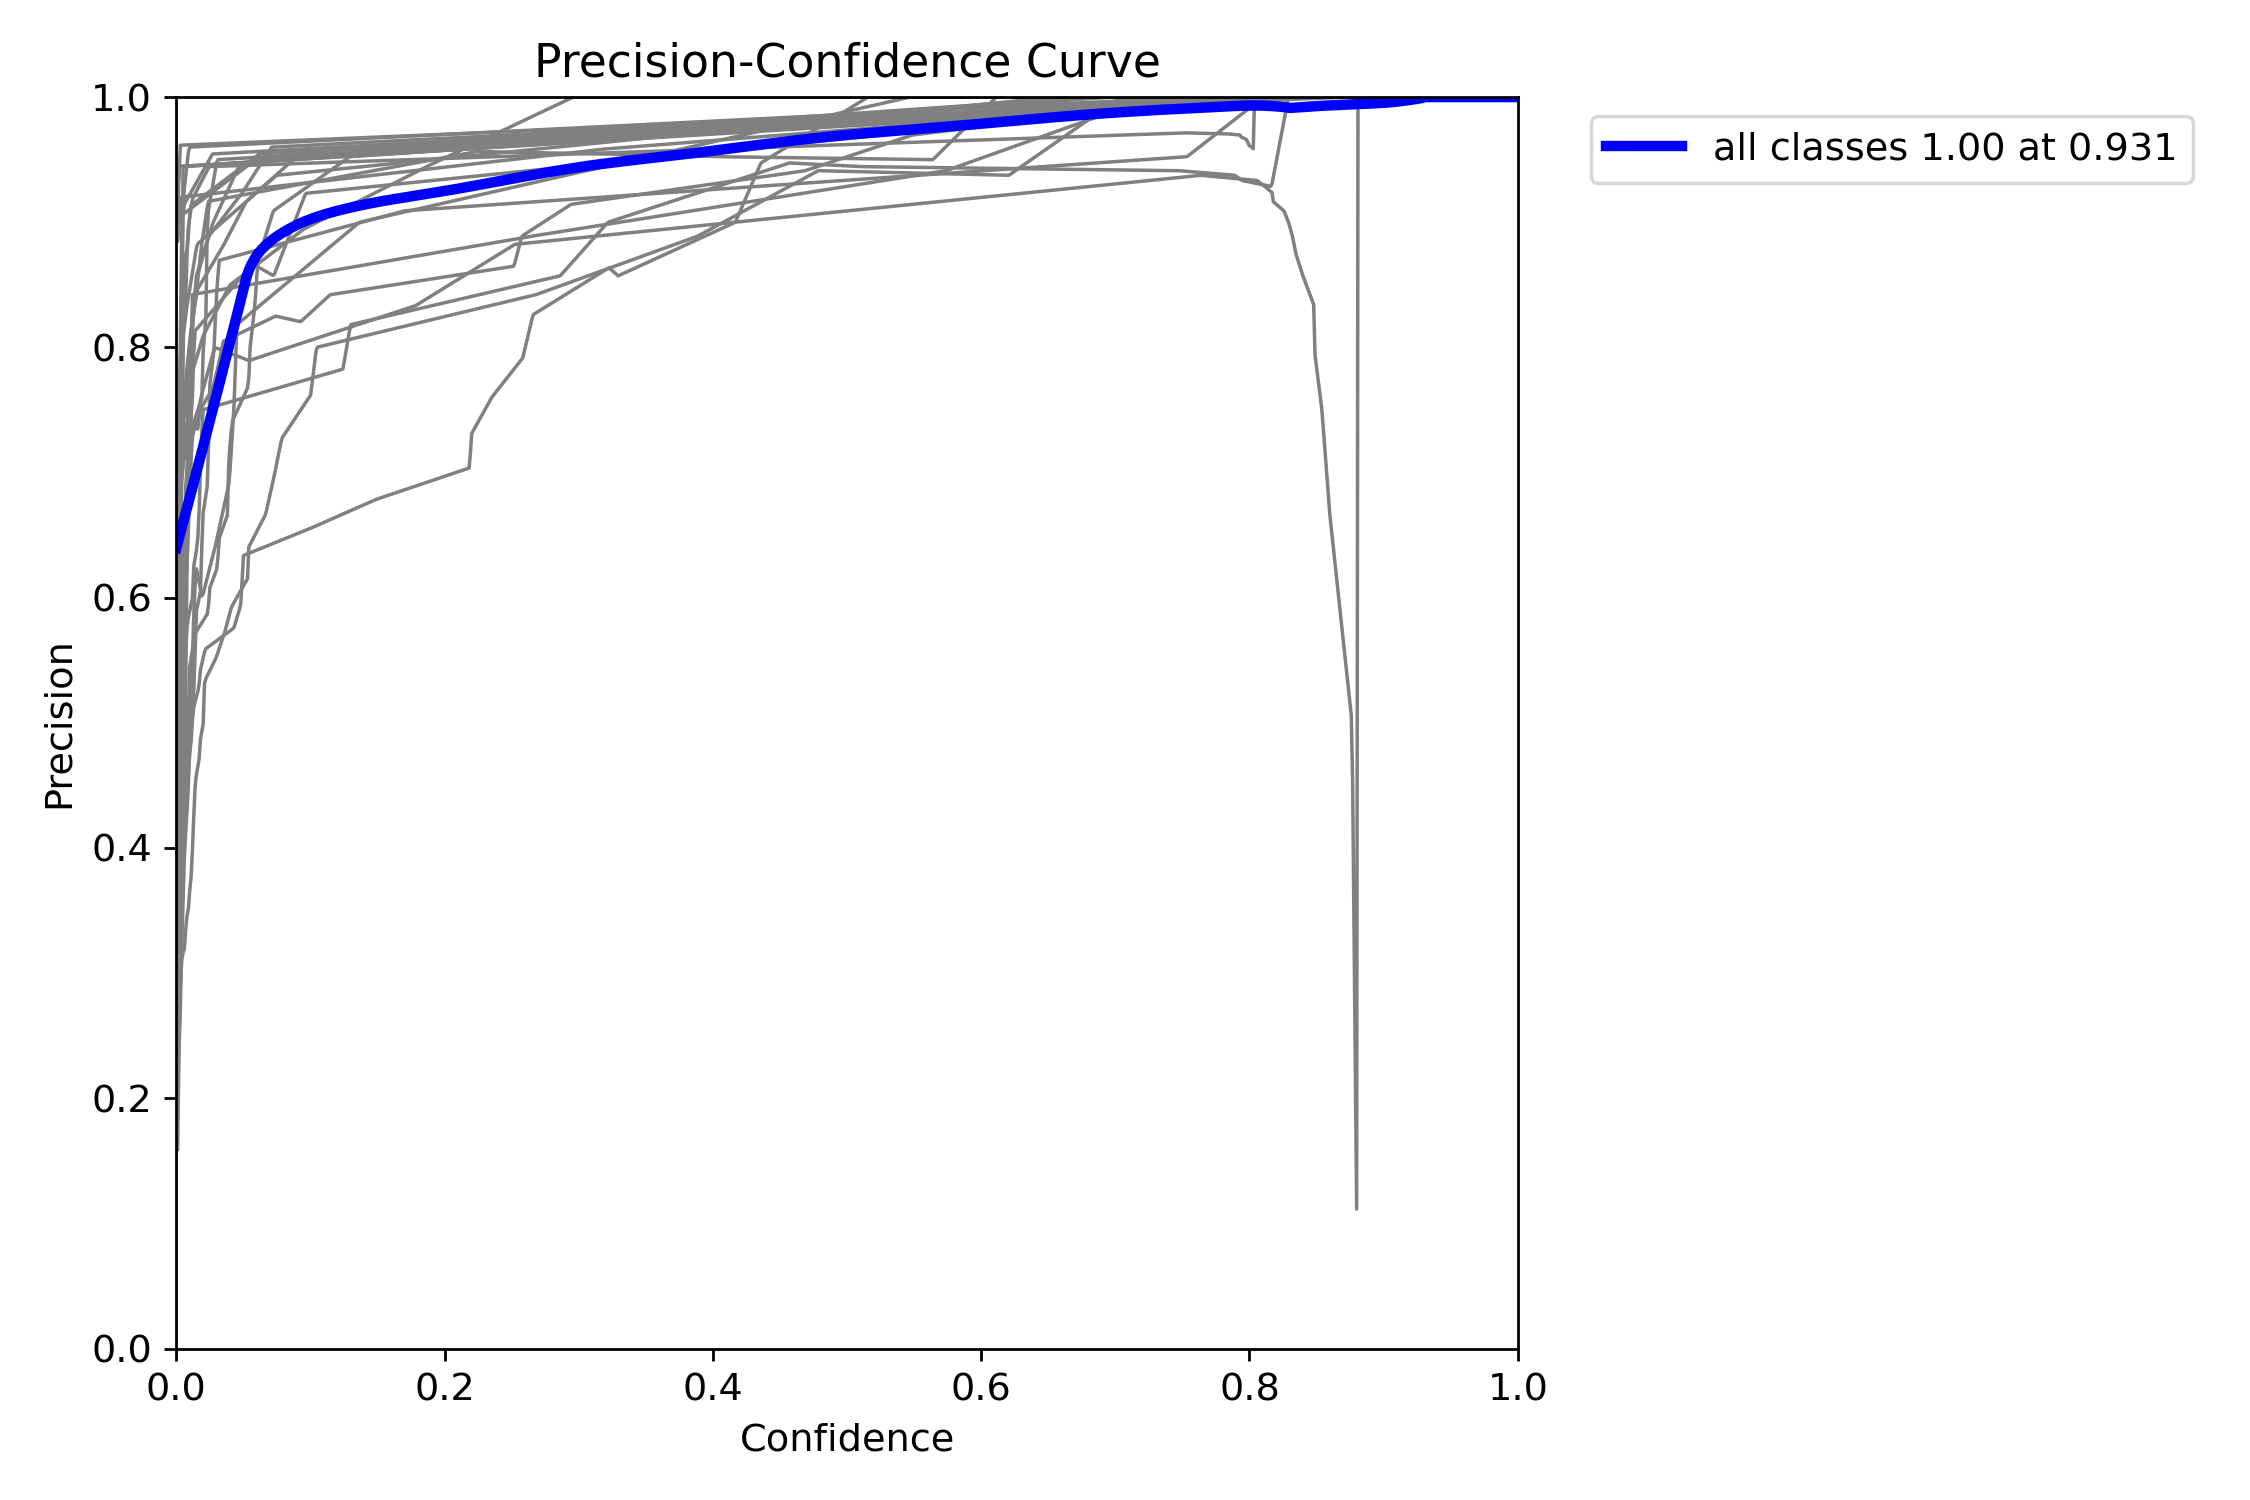 Precision-Confidence Curve
1.0
0.8
0.6
0.4
0.2
0.0
Precision
0.0 0.2 0.4 0.6 0.8 1.0
Confidence
all classes 1.00 at 0.931